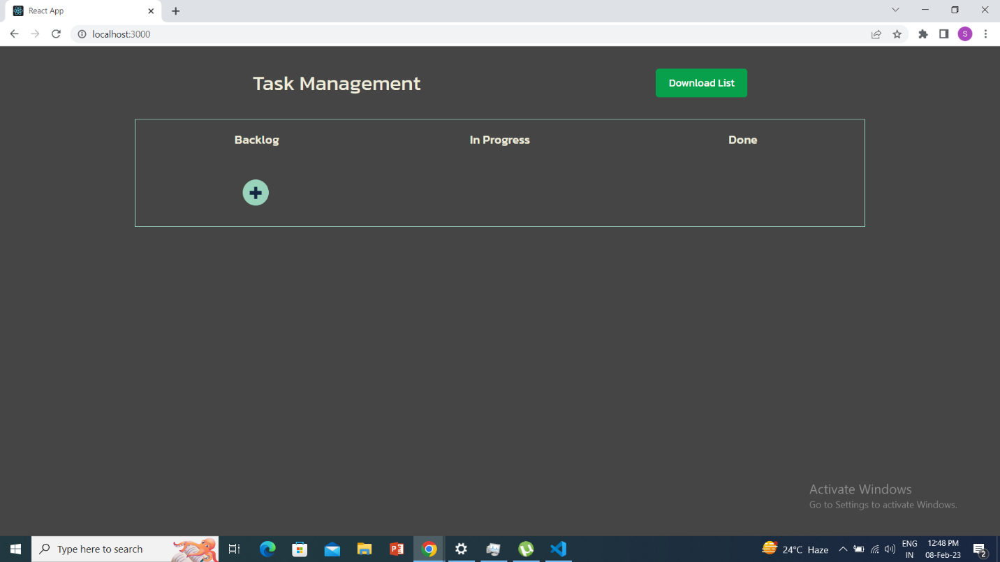 React App
localhost:3000
S
Task Management
Download List
Backlog
In Progress
Done
Activate Windows
Go to Settings to activate Windows.
Type here to search
24°C Haze
ENG
IN
12:48 PM
08-Feb-23
2